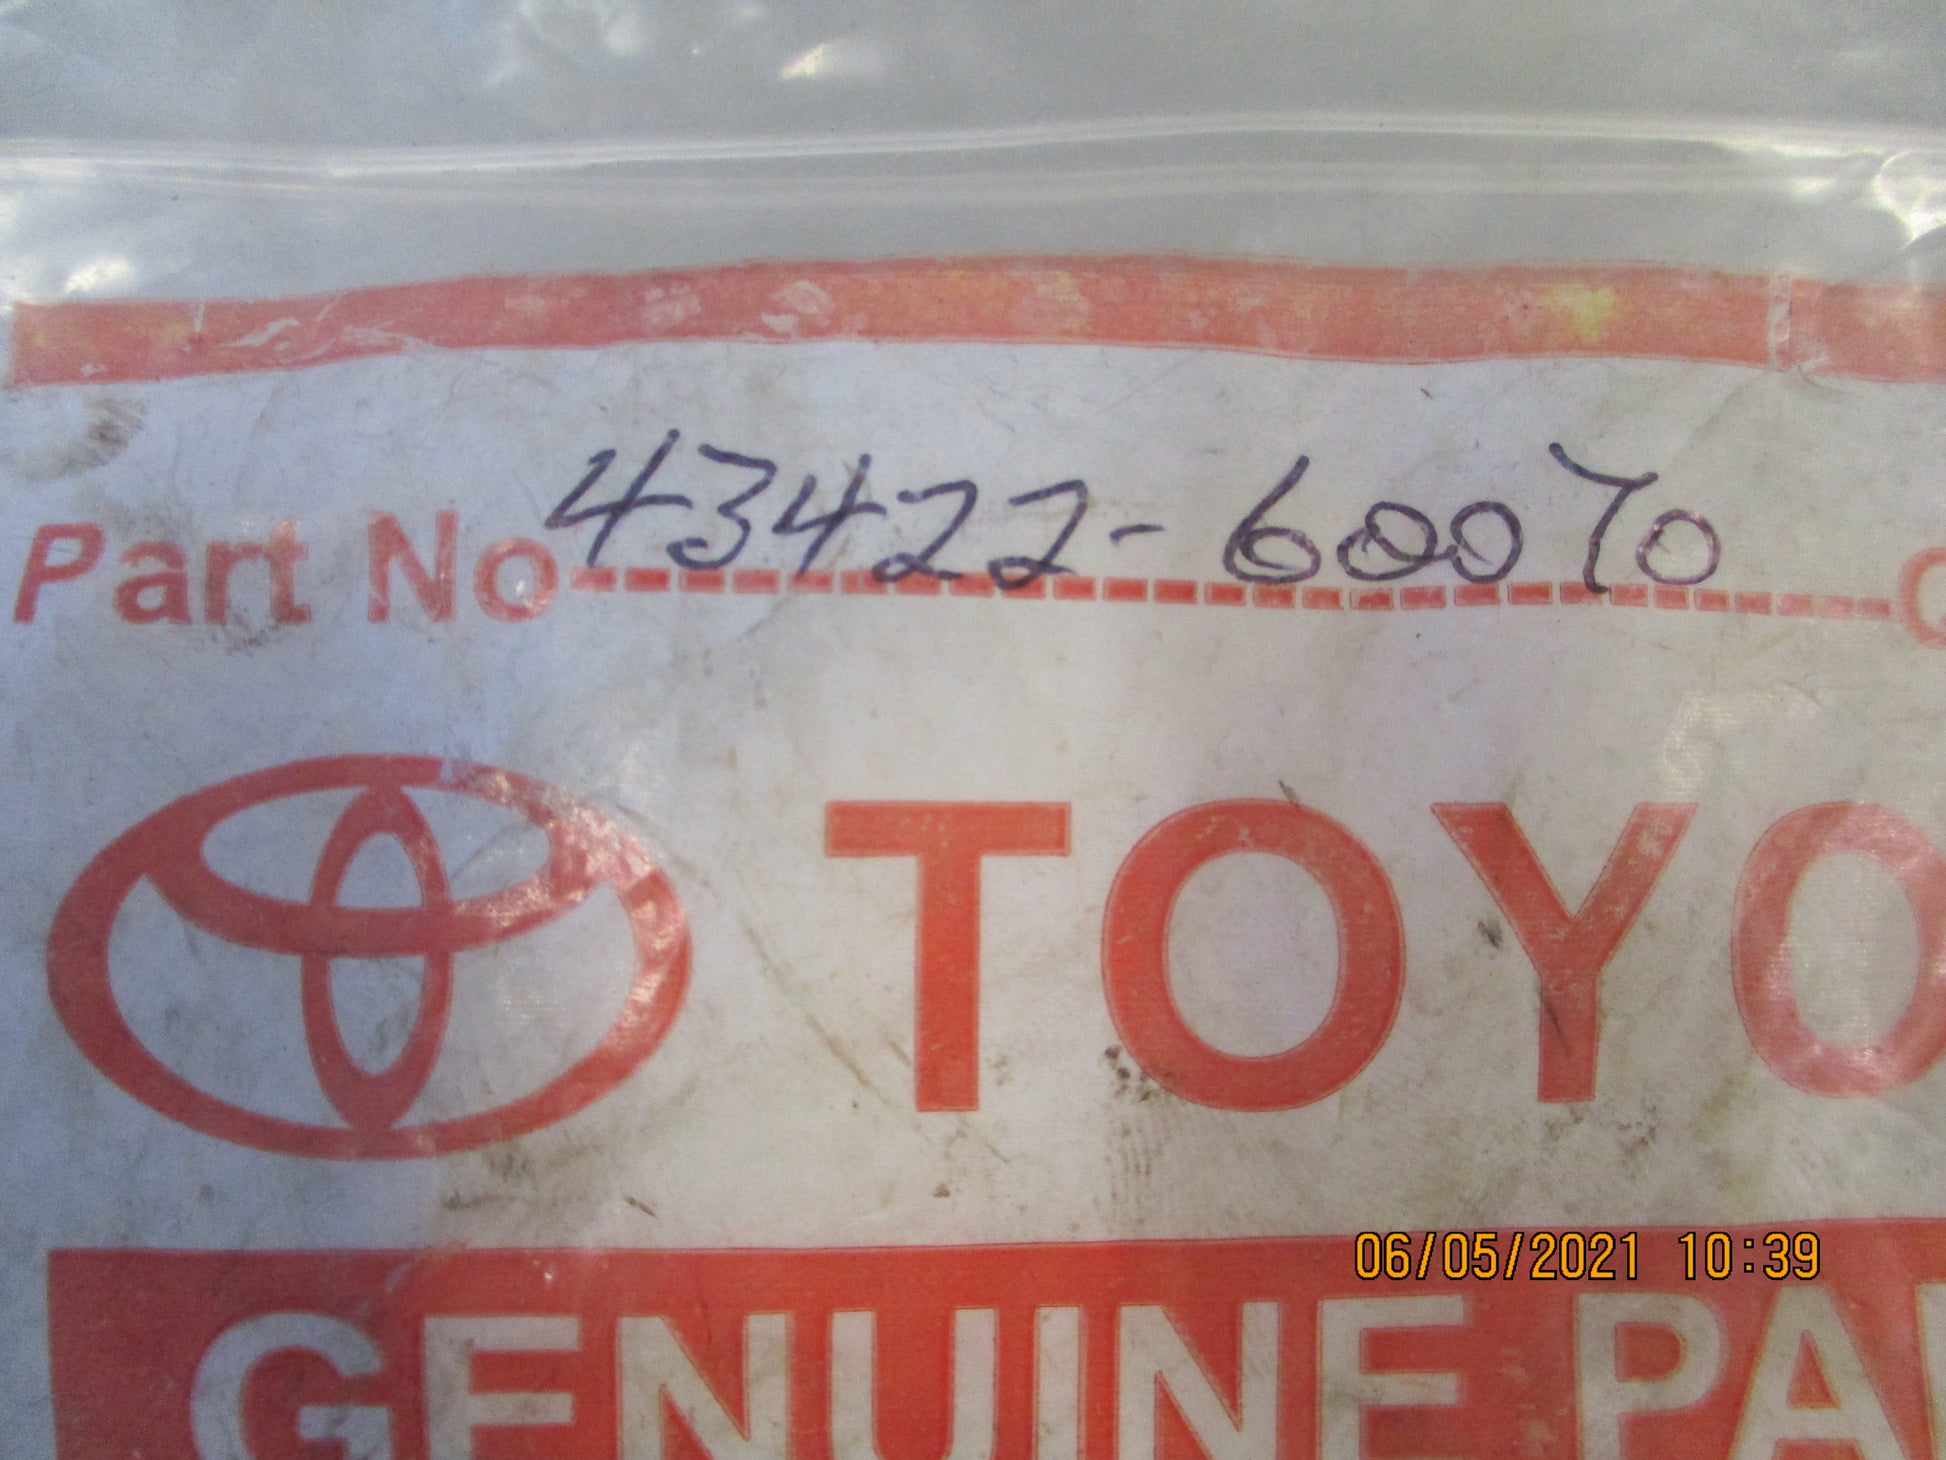 Part No 43422-60070
TOYO
06/05/2021 10:39
GENUINE PA